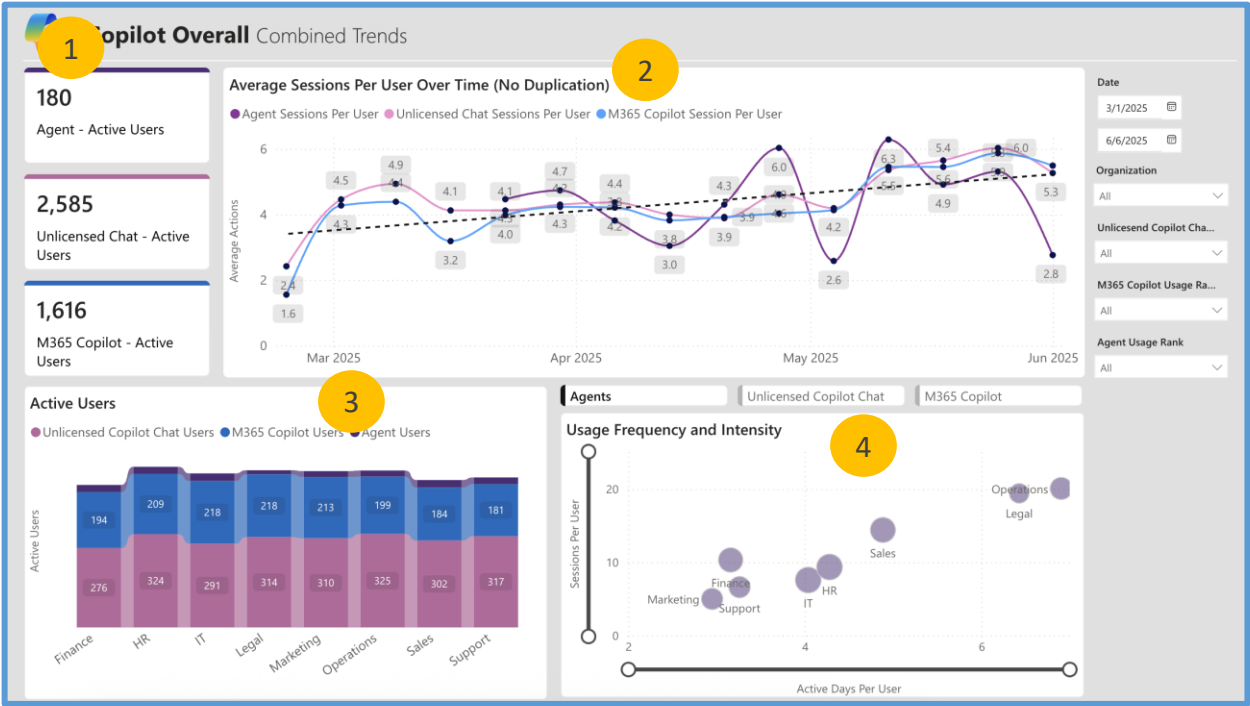 1
opilot Overall Combined Trends
180
Agent - Active Users
2,585
Unlicensed Chat - Active
Users
1,616
M365 Copilot - Active
Users
2
Average Sessions Per User Over Time (No Duplication)
Agent Sessions Per User Unlicensed Chat Sessions Per User M365 Copilot Session Per User
Average Actions
6
4
2
0
2.4
1.6
4.5
4.3
4.9
4.1
3.2
4.1
4.0
4.7
4.3
4.4
4.2
3.8
3.0
4.3
3.9
3.9
6.0
4.2
2.6
6.3
5.4
5.6
4.9
6.0
5.3
2.8
Mar 2025
Apr 2025
May 2025
Jun 2025
Date
3/1/2025
6/6/2025
Organization
All
Unlicesend Copilot Cha...
All
M365 Copilot Usage Ra...
All
Agent Usage Rank
All
3
Active Users
Unlicensed Copilot Chat Users M365 Copilot Users Agent Users
Active Users
194 209 218 218 213 199 184 181
276 324 291 314 310 325 302 317
Finance HR IT Legal Marketing Operations Sales Support
Agents
Unlicensed Copilot Chat
M365 Copilot
4
Usage Frequency and Intensity
Sessions Per User
20
10
0
Operations
Legal
Sales
Finance
HR
IT
Marketing
Support
2 4 6
Active Days Per User